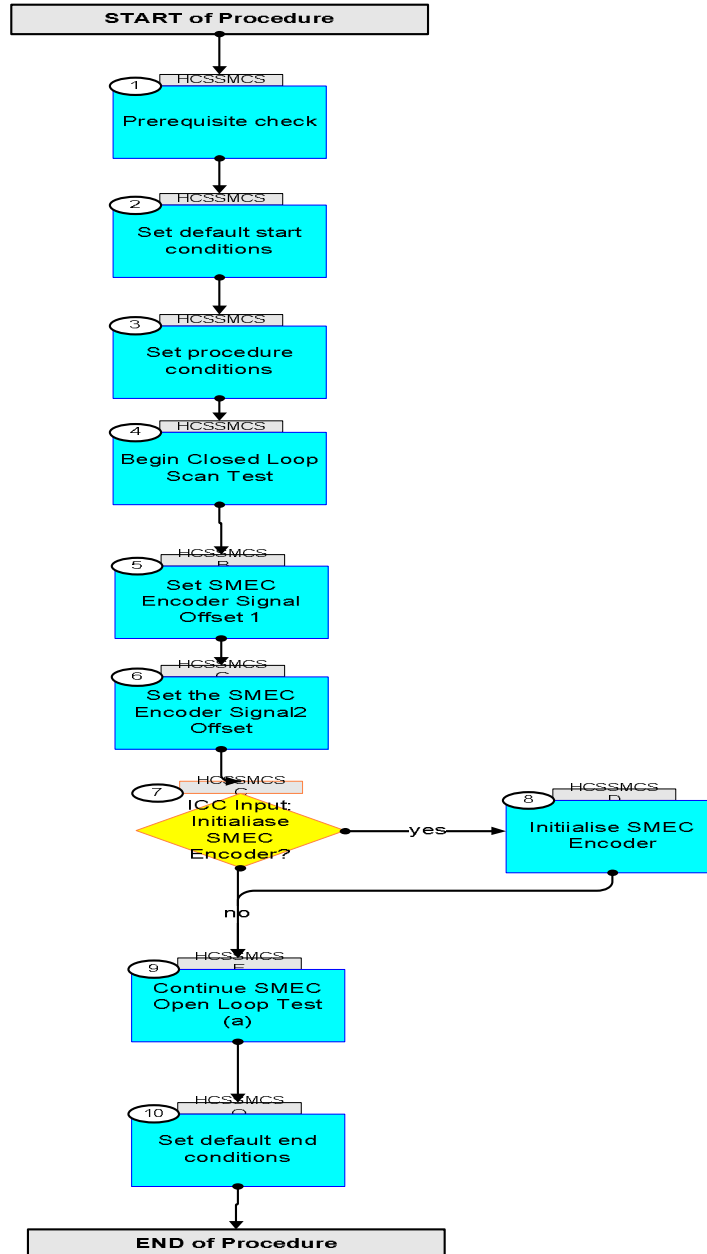 START of Procedure
HCSSMCS
1
Prerequisite check
HCSSMCS
2
Set default start
conditions
HCSSMCS
3
Set procedure
conditions
HCSSMCS
4
Begin Closed Loop
Scan Test
HCSSMCS
B
5
Set SMEC
Encoder Signal
Offset 1
HCSSMCS
C
6
Set the SMEC
Encoder Signal2
Offset
HCSSMCS
C
7
ICC Input:
Initialiase
SMEC
Encoder?
yes
HCSSMCS
D
8
Initiialise SMEC
Encoder
no
HCSSMCS
E
9
Continue SMEC
Open Loop Test
(a)
HCSSMCS
10
Set default end
conditions
END of Procedure